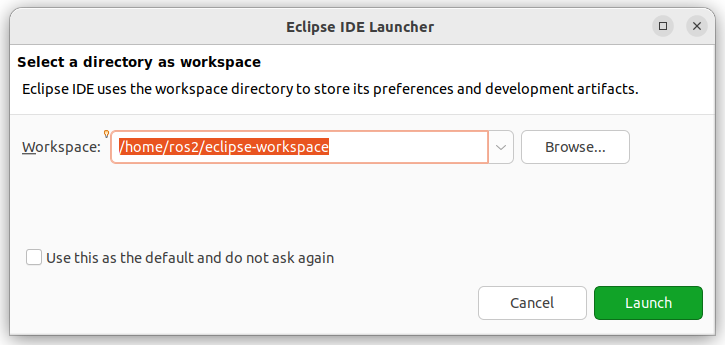 Eclipse IDE Launcher
Select a directory as workspace
Eclipse IDE uses the workspace directory to store its preferences and development artifacts.
Workspace: /home/ros2/eclipse-workspace Browse...
Use this as the default and do not ask again
Cancel Launch